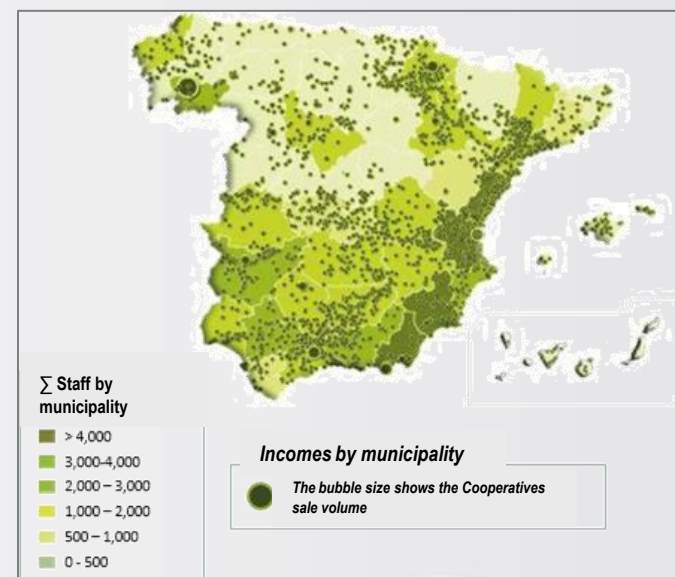 ∑ Staff by
municipality
> 4,000
3,000-4,000
2,000 – 3,000
1,000 – 2,000
500 – 1,000
0 - 500
Incomes by municipality
The bubble size shows the Cooperatives
sale volume